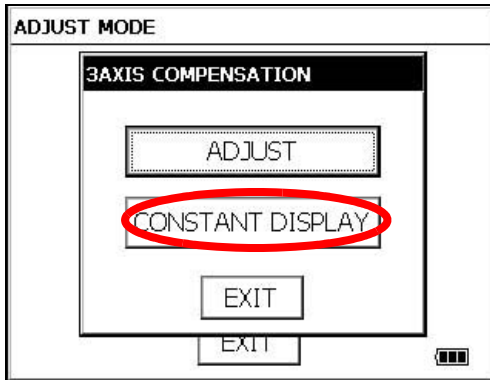 ADJUST MODE
3AXIS COMPENSATION
ADJUST
CONSTANT DISPLAY
EXIT
EXIT